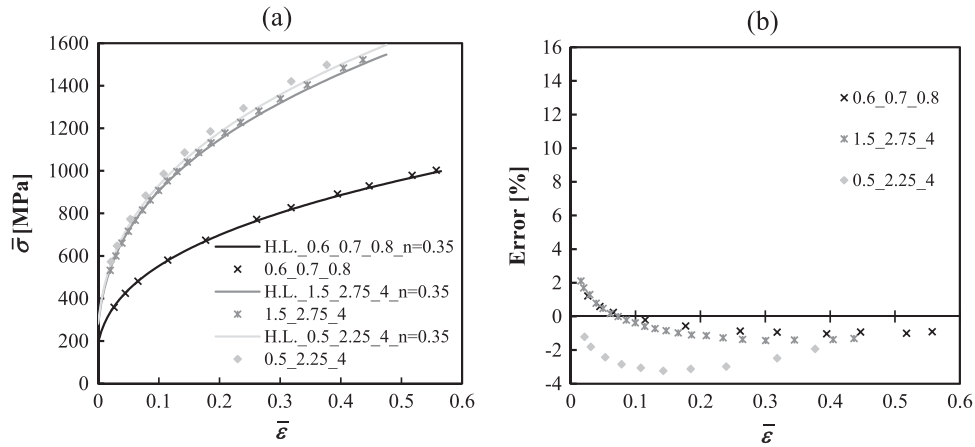 (a)
1600
1400
1200
1000
800
600
400
200
0
σ̄ [MPa]
H.L._0.6_0.7_0.8_n=0.35
0.6_0.7_0.8
H.L._1.5_2.75_4_n=0.35
1.5_2.75_4
H.L._0.5_2.25_4_n=0.35
0.5_2.25_4
0 0.1 0.2 0.3 0.4 0.5 0.6
ε̄
(b)
16
14
12
10
8
6
4
2
0
-2
-4
Error [%]
0.6_0.7_0.8
1.5_2.75_4
0.5_2.25_4
0 0.1 0.2 0.3 0.4 0.5 0.6
ε̄